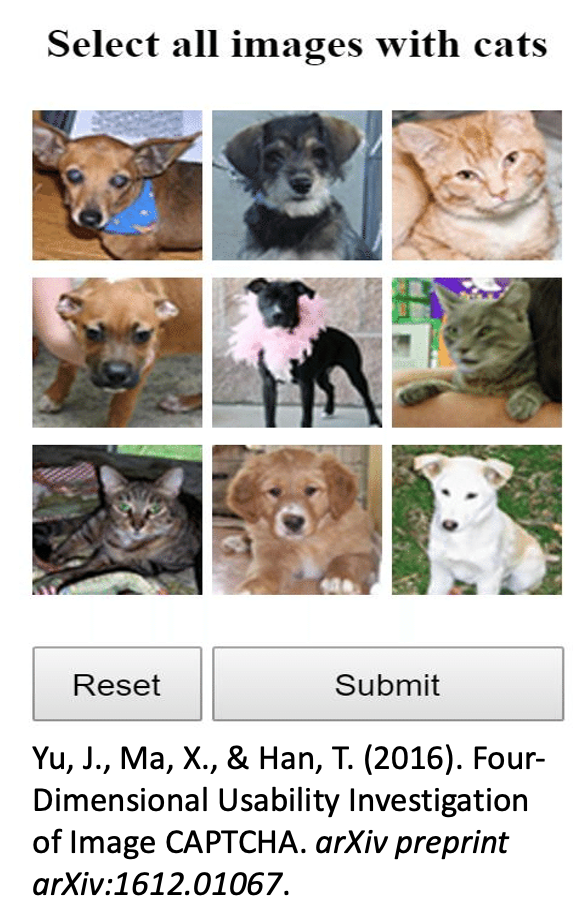 Select all images with cats
Reset
Submit
Yu, J., Ma, X., & Han, T. (2016). Four-
Dimensional Usability Investigation
of Image CAPTCHA. arXiv preprint
arXiv:1612.01067.